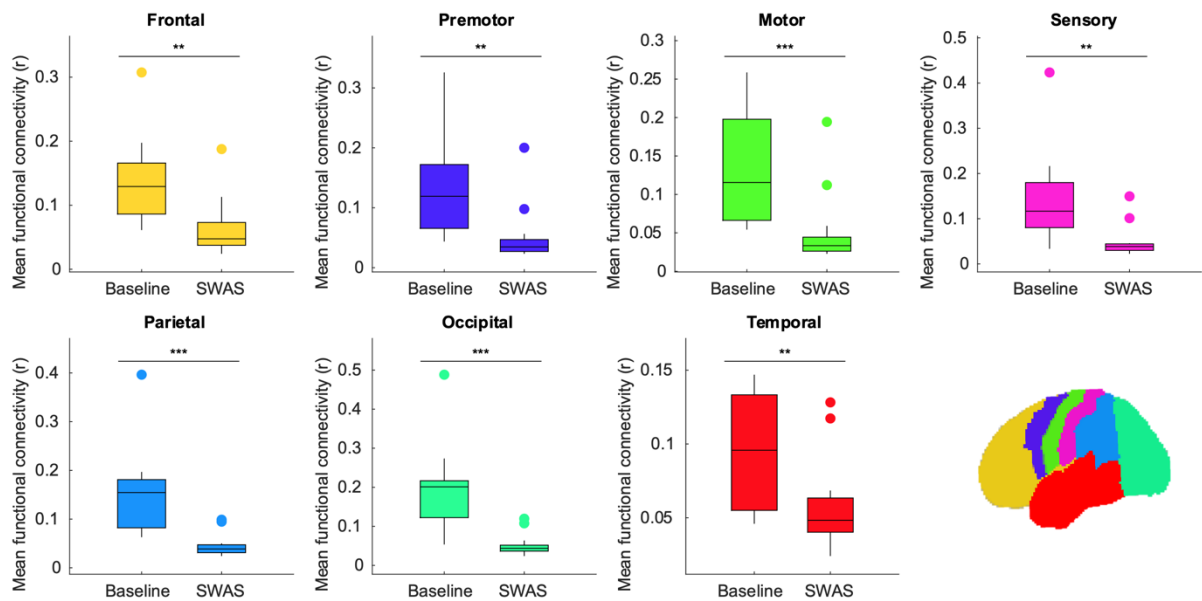 Frontal
Mean functional connectivity (r)
0.3
0.2
0.1
0
**
Baseline SWAS
Premotor
Mean functional connectivity (r)
0.3
0.2
0.1
0
**
Baseline SWAS
Motor
Mean functional connectivity (r)
0.3
0.25
0.2
0.15
0.1
0.05
0
***
Baseline SWAS
Sensory
Mean functional connectivity (r)
0.5
0.4
0.3
0.2
0.1
0
**
Baseline SWAS
Parietal
Mean functional connectivity (r)
0.4
0.3
0.2
0.1
0
***
Baseline SWAS
Occipital
Mean functional connectivity (r)
0.5
0.4
0.3
0.2
0.1
0
***
Baseline SWAS
Temporal
Mean functional connectivity (r)
0.15
0.1
0.05
**
Baseline SWAS